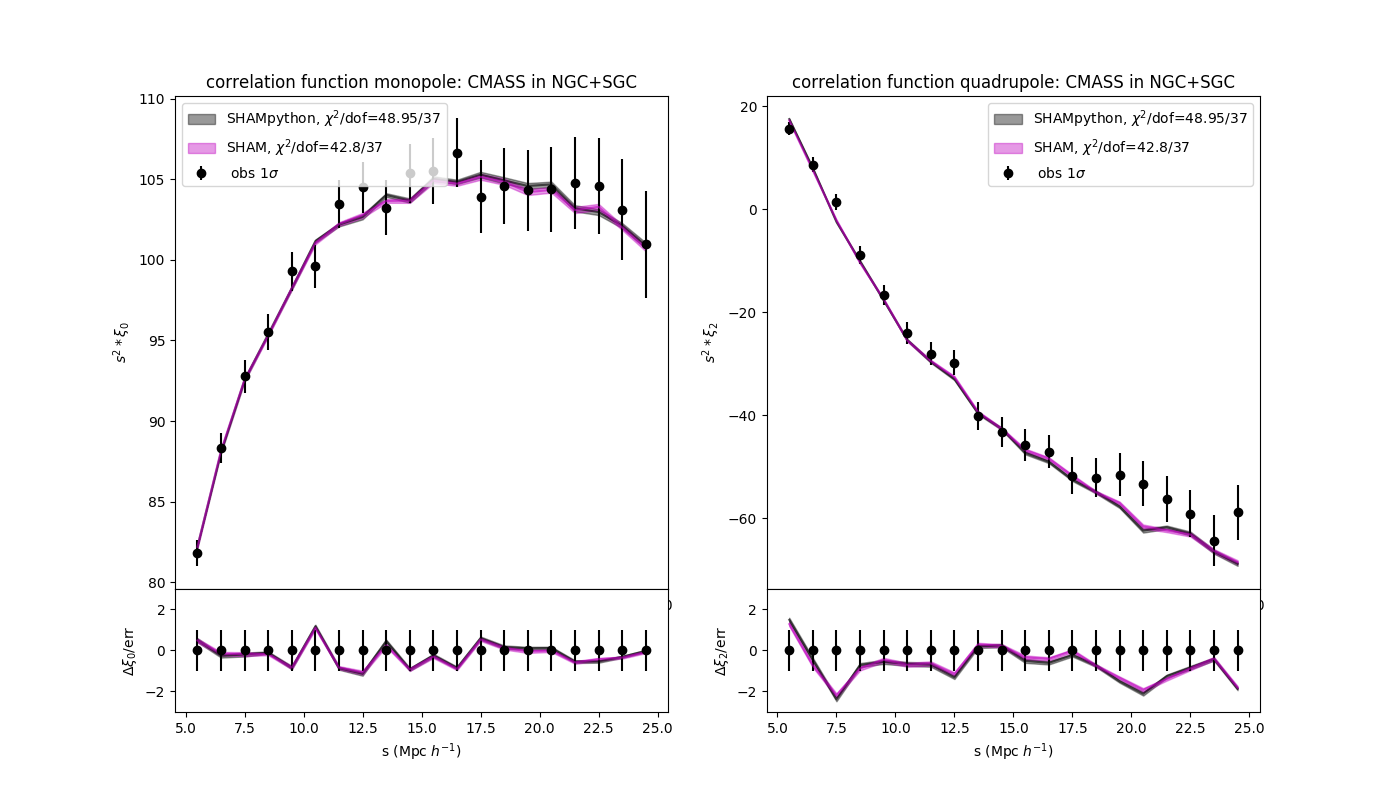 correlation function monopole: CMASS in NGC+SGC
110
105
100
95
90
85
80
s² * ξ₀
SHAMpython, χ²/dof=48.95/37
SHAM, χ²/dof=42.8/37
obs 1σ
2
0
−2
Δξ₀/err
5.0 7.5 10.0 12.5 15.0 17.5 20.0 22.5 25.0
s (Mpc h⁻¹)
correlation function quadrupole: CMASS in NGC+SGC
20
0
−20
−40
−60
s² * ξ₂
SHAMpython, χ²/dof=48.95/37
SHAM, χ²/dof=42.8/37
obs 1σ
2
0
−2
Δξ₂/err
5.0 7.5 10.0 12.5 15.0 17.5 20.0 22.5 25.0
s (Mpc h⁻¹)